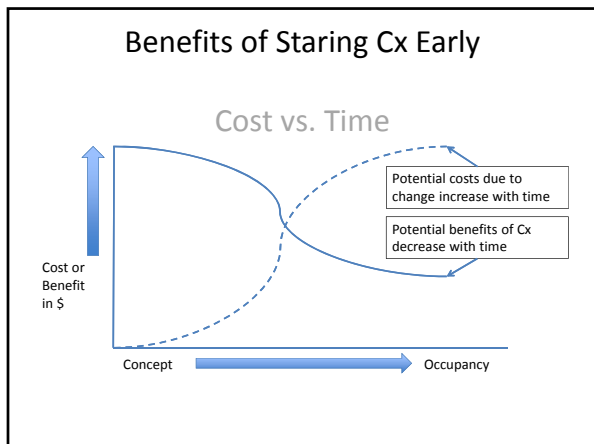 Benefits of Staring Cx Early
Cost vs. Time
Potential costs due to
change increase with time
Potential benefits of Cx
decrease with time
Cost or
Benefit
in $
Concept
Occupancy